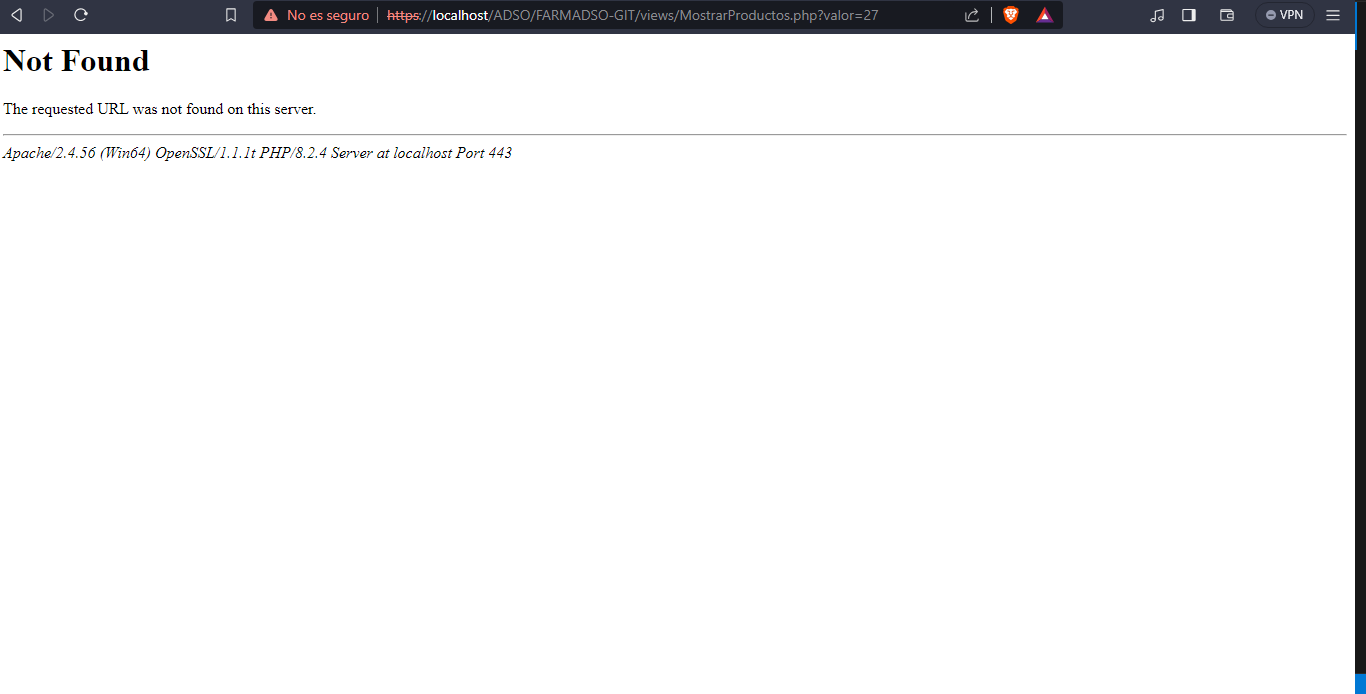 No es seguro https://localhost/ADSO/FARMADSO-GIT/views/MostrarProductos.php?valor=27 VPN
Not Found
The requested URL was not found on this server.
Apache/2.4.56 (Win64) OpenSSL/1.1.1t PHP/8.2.4 Server at localhost Port 443